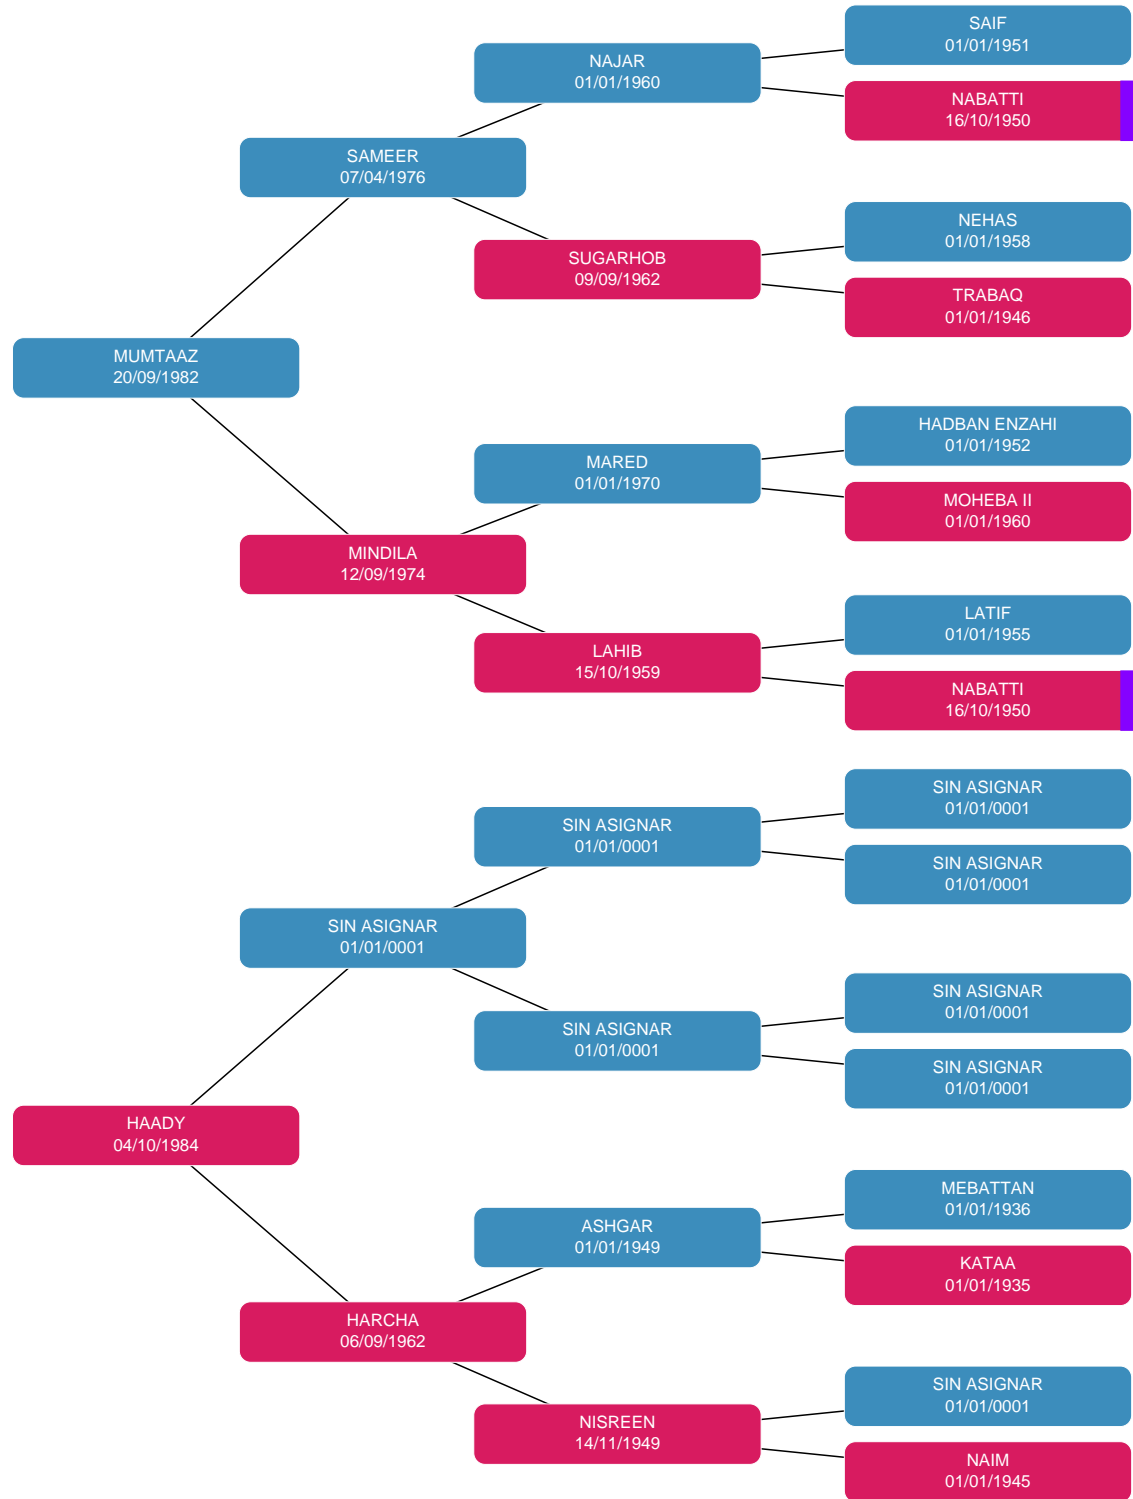 SAIF
01/01/1951
NAJAR
01/01/1960
NABATTI
16/10/1950
SAMEER
07/04/1976
NEHAS
01/01/1958
SUGARHOB
09/09/1962
TRABAQ
01/01/1946
MUMTAAZ
20/09/1982
HADBAN ENZAHI
01/01/1952
MARED
01/01/1970
MOHEBA II
01/01/1960
MINDILA
12/09/1974
LATIF
01/01/1955
LAHIB
15/10/1959
NABATTI
16/10/1950
SIN ASIGNAR
01/01/0001
SIN ASIGNAR
01/01/0001
SIN ASIGNAR
01/01/0001
SIN ASIGNAR
01/01/0001
SIN ASIGNAR
01/01/0001
SIN ASIGNAR
01/01/0001
SIN ASIGNAR
01/01/0001
HAADY
04/10/1984
MEBATTAN
01/01/1936
ASHGAR
01/01/1949
KATAA
01/01/1935
HARCHA
06/09/1962
SIN ASIGNAR
01/01/0001
NISREEN
14/11/1949
NAIM
01/01/1945